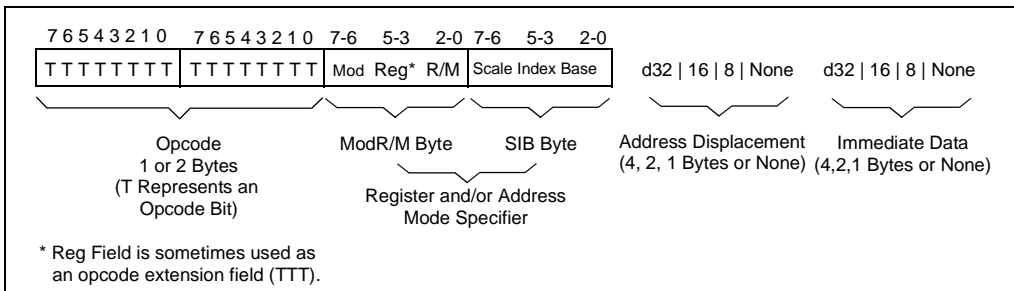 7 6 5 4 3 2 1 0 7 6 5 4 3 2 1 0 7-6 5-3 2-0 7-6 5-3 2-0
T T T T T T T T T T T T T T T T Mod Reg* R/M Scale Index Base d32 | 16 | 8 | None d32 | 16 | 8 | None
Opcode ModR/M Byte SIB Byte Address Displacement Immediate Data
1 or 2 Bytes (4, 2, 1 Bytes or None) (4,2,1 Bytes or None)
(T Represents an Register and/or Address
Opcode Bit) Mode Specifier
* Reg Field is sometimes used as
an opcode extension field (TTT).